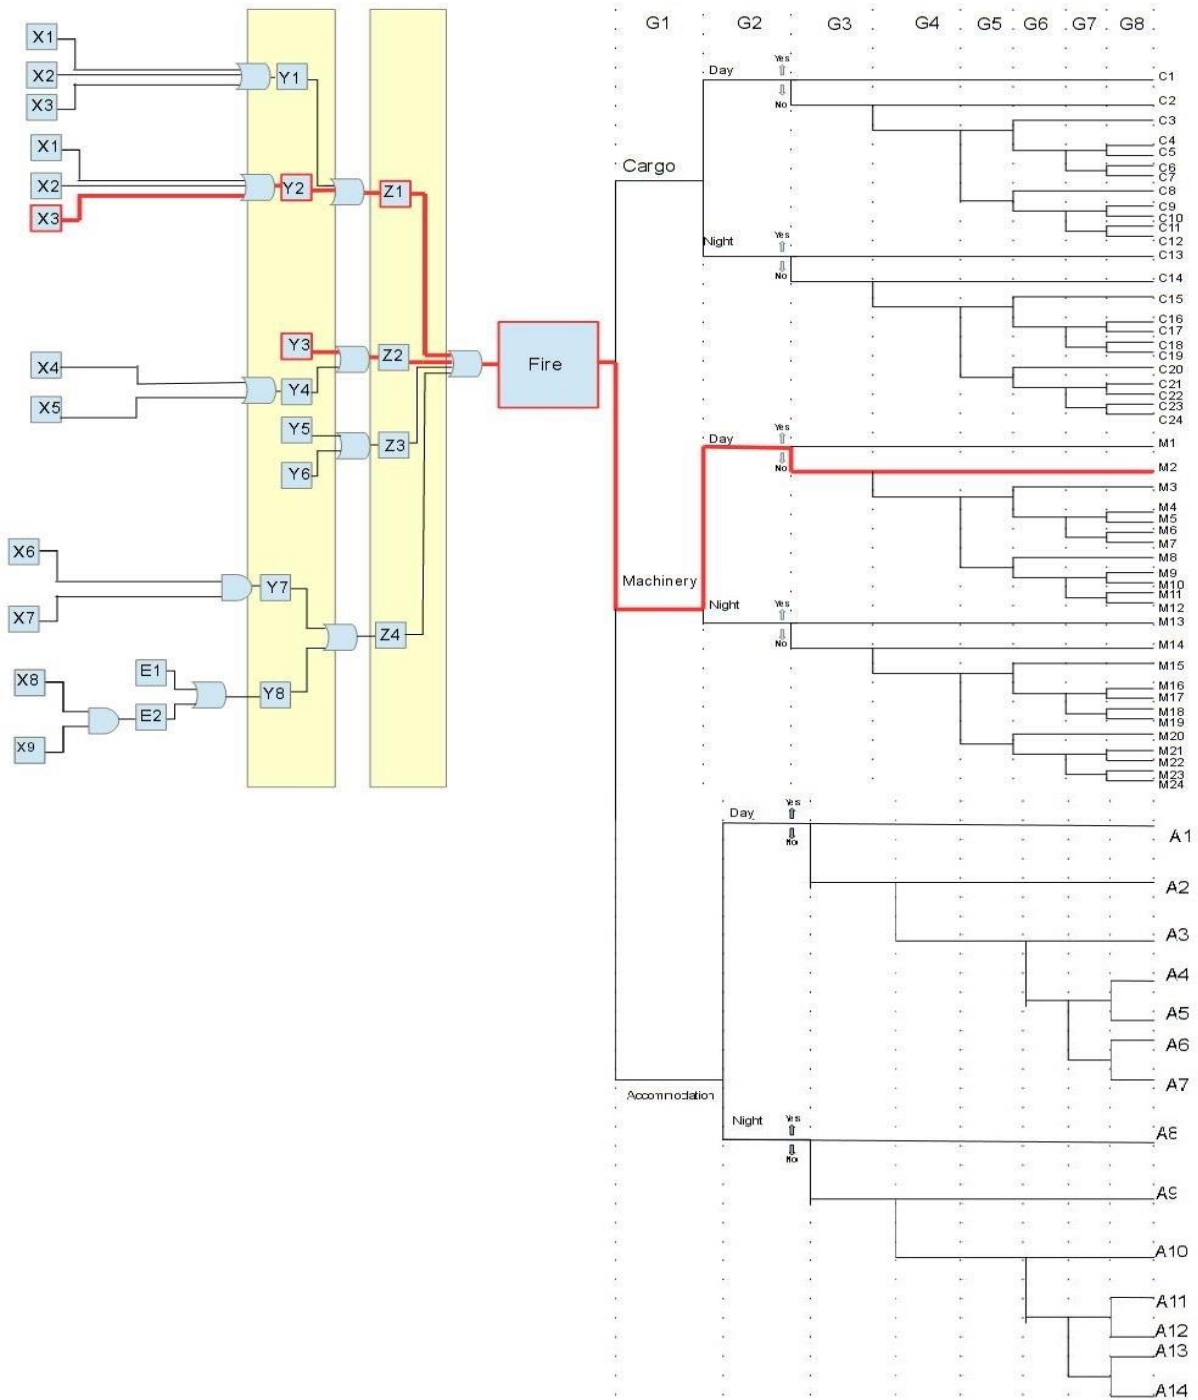 G1 G2 G3 G4 G5 G6 G7 G8
X1
X2
X3
Y1
X1
X2
X3
Y2
Z1
Y3
Z2
X4
X5
Y4
Y5
Y6
Z3
X6
X7
Y7
Z4
X8
X9
E1
E2
Y8
Fire
Cargo
Day
Yes
No
C1
C2
C3
C4
C5
C6
C7
C8
C9
C10
C11
C12
Night
Yes
No
C13
C14
C15
C16
C17
C18
C19
C20
C21
C22
C23
C24
Machinery
Day
Yes
No
M1
M2
M3
M4
M5
M6
M7
M8
M9
M10
M11
M12
Night
Yes
No
M13
M14
M15
M16
M17
M18
M19
M20
M21
M22
M23
M24
Accommodation
Day
Yes
No
A1
A2
A3
A4
A5
A6
A7
Night
Yes
No
A8
A9
A10
A11
A12
A13
A14